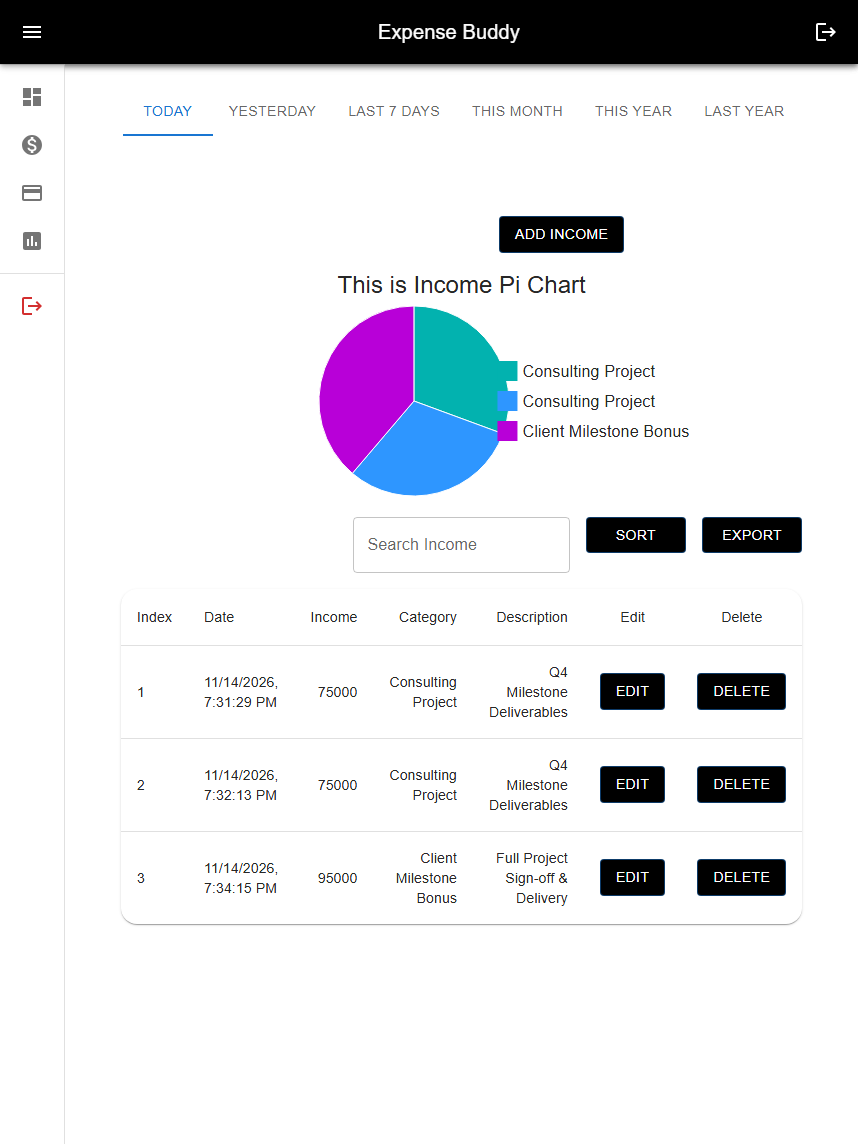 Expense Buddy
TODAY YESTERDAY LAST 7 DAYS THIS MONTH THIS YEAR LAST YEAR
ADD INCOME
This is Income Pi Chart
Consulting Project
Consulting Project
Client Milestone Bonus
Search Income SORT EXPORT
Index Date Income Category Description Edit Delete
Q4
11/14/2026, Consulting
1 75000 Milestone EDIT DELETE
7:31:29 PM Project
Deliverables
Q4
11/14/2026, Consulting
2 75000 Milestone EDIT DELETE
7:32:13 PM Project
Deliverables
Client Full Project
11/14/2026,
3 95000 Milestone Sign-off & EDIT DELETE
7:34:15 PM
Bonus Delivery